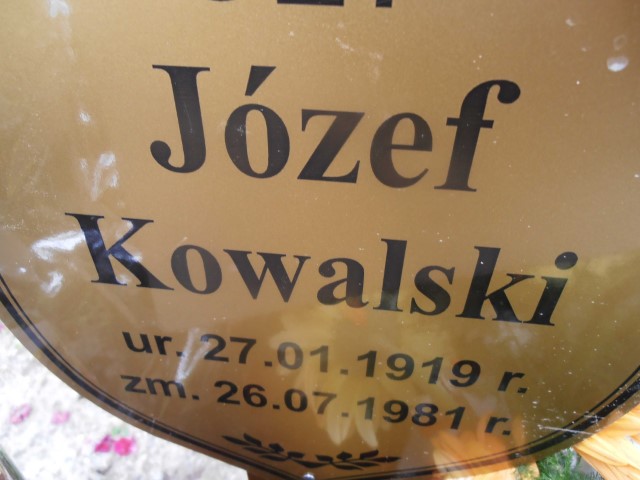 Józef
Kowalski
ur. 27.01.1919 r.
zm. 26.07.1981 r.